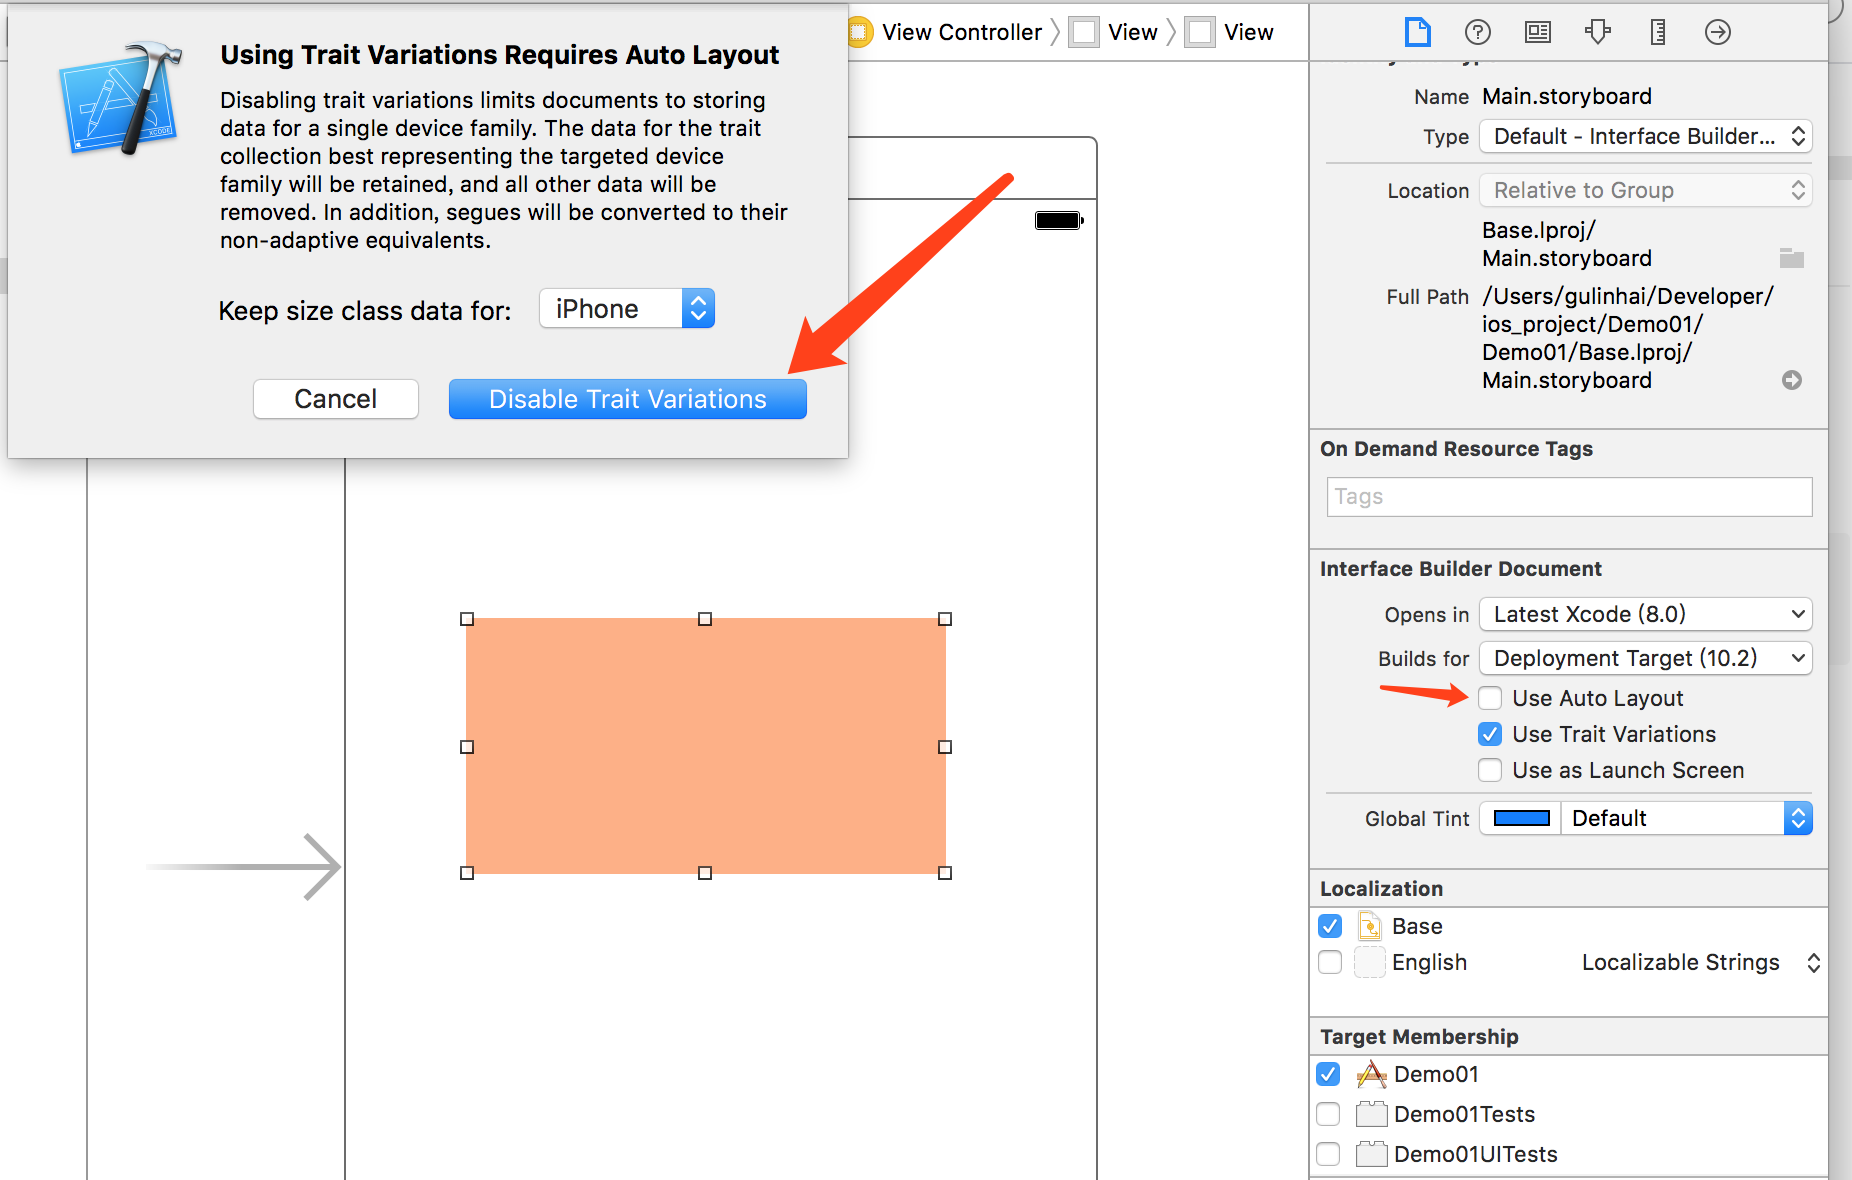 Using Trait Variations Requires Auto Layout
Disabling trait variations limits documents to storing
data for a single device family. The data for the trait
collection best representing the targeted device
family will be retained, and all other data will be
removed. In addition, segues will be converted to their
non-adaptive equivalents.
Keep size class data for: iPhone
Cancel Disable Trait Variations
View Controller View View
Name Main.storyboard
Type Default - Interface Builder...
Location Relative to Group
Base.lproj/
Main.storyboard
Full Path /Users/gulinhai/Developer/
ios_project/Demo01/
Demo01/Base.lproj/
Main.storyboard
On Demand Resource Tags
Tags
Interface Builder Document
Opens in Latest Xcode (8.0)
Builds for Deployment Target (10.2)
Use Auto Layout
Use Trait Variations
Use as Launch Screen
Global Tint Default
Localization
Base
English Localizable Strings
Target Membership
Demo01
Demo01Tests
Demo01UITests